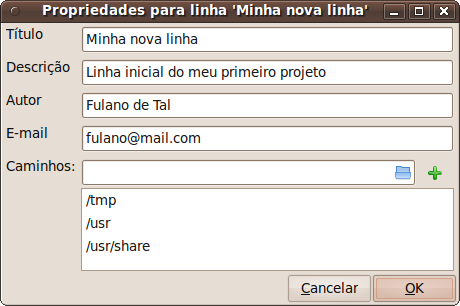 Propriedades para linha 'Minha nova linha'
Título
Minha nova linha
Descrição
Linha inicial do meu primeiro projeto
Autor
Fulano de Tal
E-mail
fulano@mail.com
Caminhos:
/tmp
/usr
/usr/share
Cancelar
OK